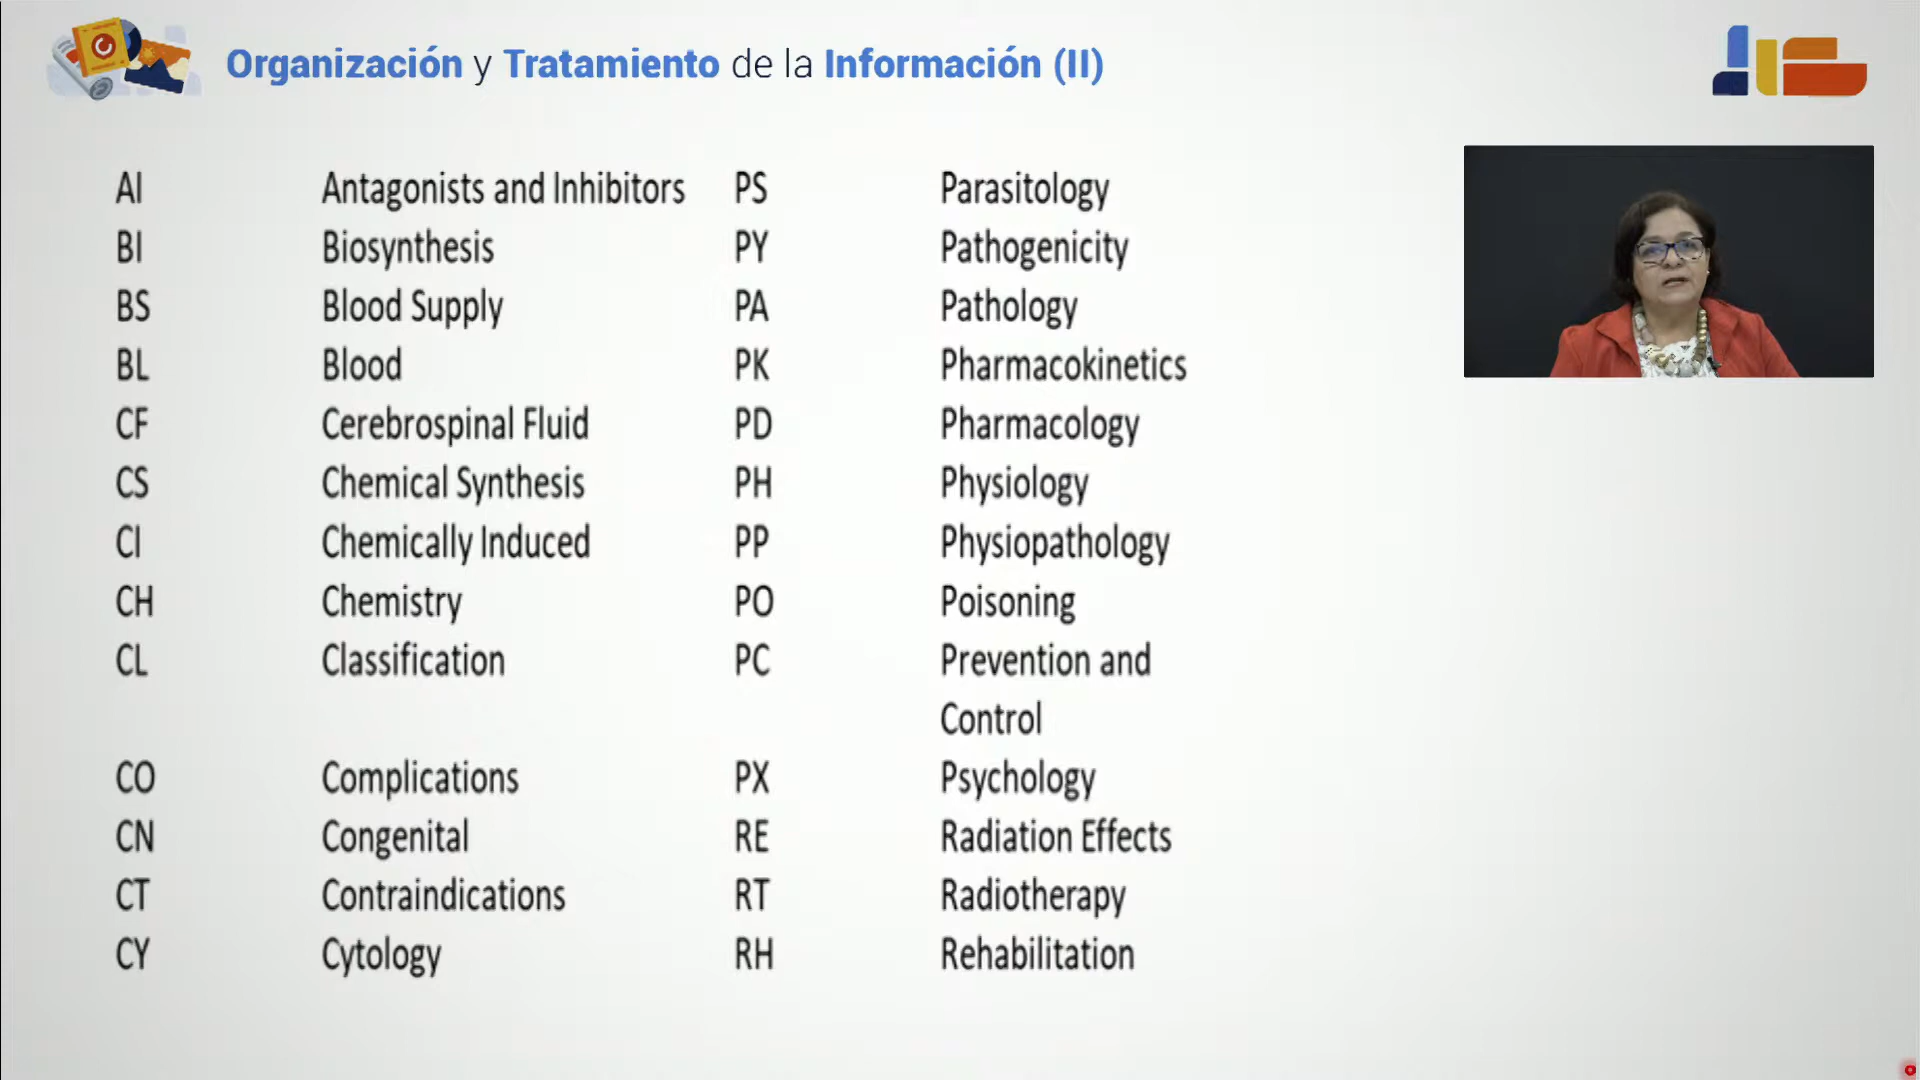 Organización y Tratamiento de la Información (II)
AI Antagonists and Inhibitors PS Parasitology
BI Biosynthesis PY Pathogenicity
BS Blood Supply PA Pathology
BL Blood PK Pharmacokinetics
CF Cerebrospinal Fluid PD Pharmacology
CS Chemical Synthesis PH Physiology
CI Chemically Induced PP Physiopathology
CH Chemistry PO Poisoning
CL Classification PC Prevention and
Control
CO Complications PX Psychology
CN Congenital RE Radiation Effects
CT Contraindications RT Radiotherapy
CY Cytology RH Rehabilitation